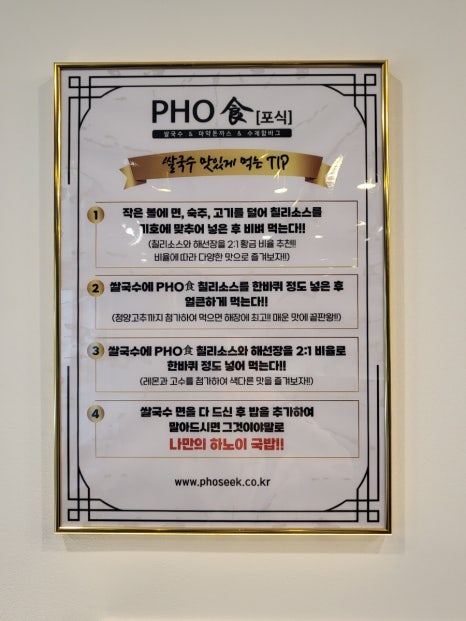 PHO 食 [포식]
쌀국수 & 마약돈까스 & 수제함바그
쌀국수 맛있게 먹는 TIP
1 작은 볼에 면, 숙주, 고기를 덜어 칠리소스를
기호에 맞추어 넣은 후 비벼 먹는다!!
(칠리소스와 해선장을 2:1 황금 비율 추천!!
비율에 따라 다양한 맛으로 즐겨보자!!)
2 쌀국수에 PHO食 칠리소스를 한바퀴 정도 넣은 후
얼큰하게 먹는다!!
(청양고추까지 첨가하여 먹으면 해장에 최고!! 매운 맛에 끝판왕!!)
3 쌀국수에 PHO食 칠리소스와 해선장을 2:1 비율로
한바퀴 정도 넣어 먹는다!!
(레몬과 고수를 첨가하여 색다른 맛을 즐겨보자!!)
4 쌀국수 면을 다 드신 후 밥을 추가하여
말아드시면 그것이야말로
나만의 하노이 국밥!!
www.phoseek.co.kr